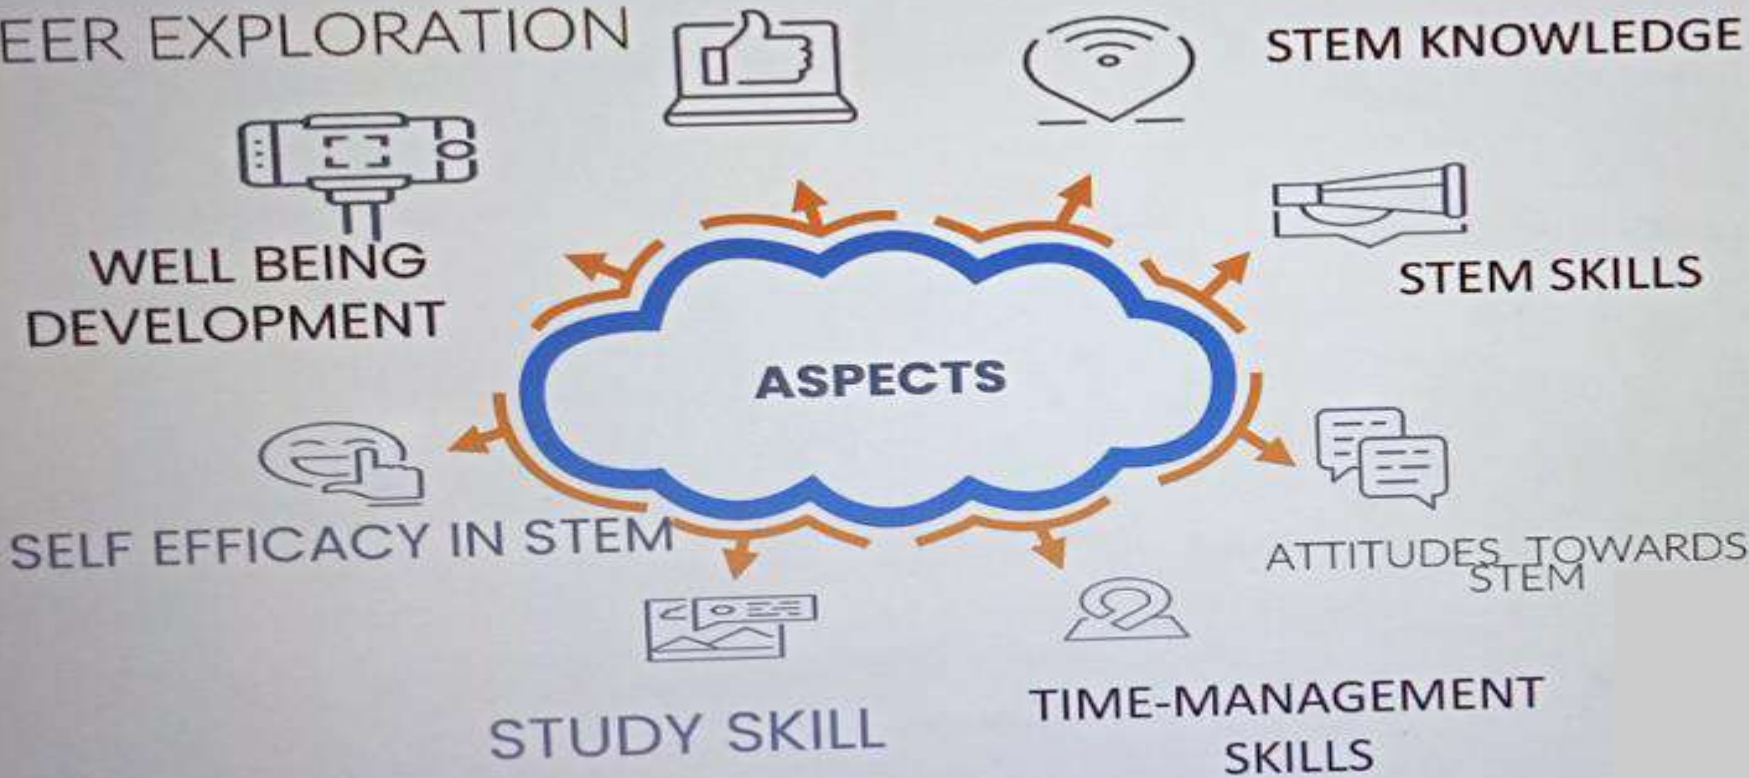 EER EXPLORATION
STEM KNOWLEDGE
WELL BEING
DEVELOPMENT
STEM SKILLS
ASPECTS
SELF EFFICACY IN STEM
ATTITUDES TOWARDS
STEM
STUDY SKILL
TIME-MANAGEMENT
SKILLS